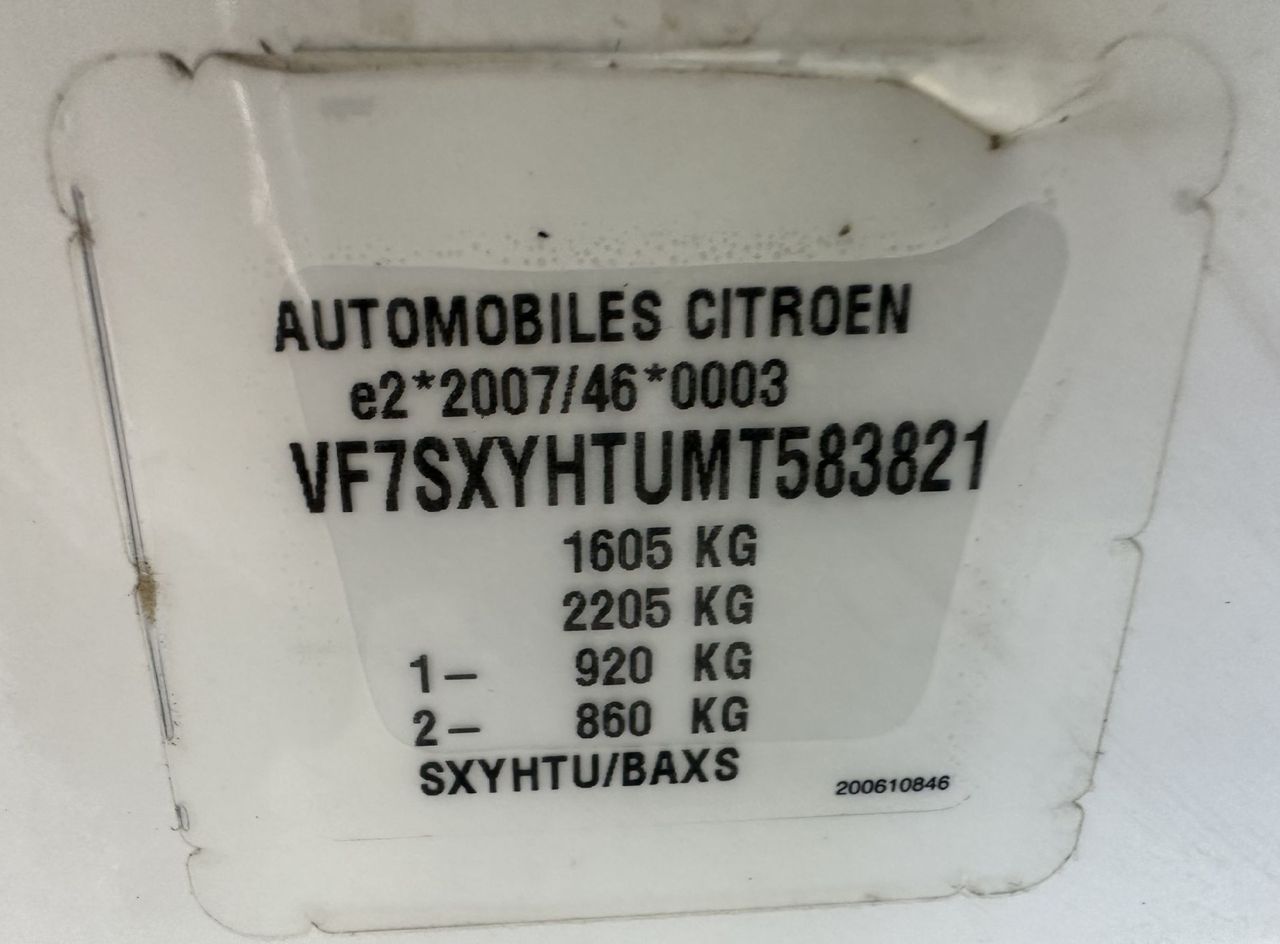 AUTOMOBILES CITROEN
e2*2007/46*0003
VF7SXYHTUMT583821
1605 KG
2205 KG
1– 920 KG
2– 860 KG
SXYHTU/BAXS
200610846